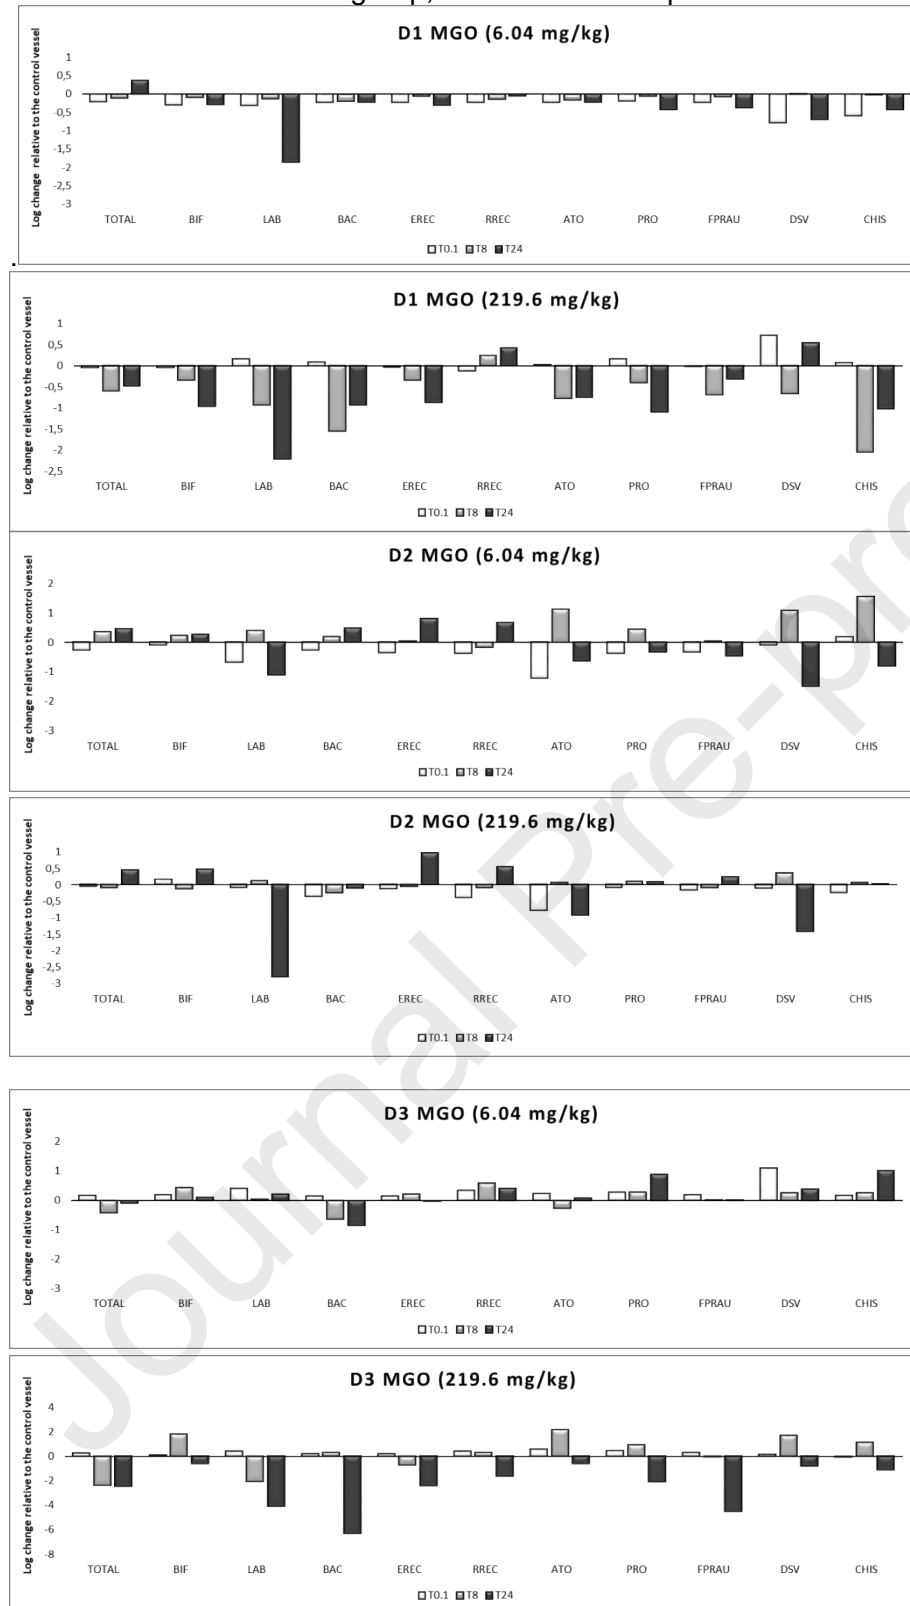 D1 MGO (6.04 mg/kg)
Log change relative to the control vessel
1
0,5
0
-0,5
-1
-1,5
-2
-2,5
-3
TOTAL BIF LAB BAC EREC RREC ATO PRO FPRAU DSV CHIS
T0.1 T8 T24
D1 MGO (219.6 mg/kg)
Log change relative to the control vessel
1
0,5
0
-0,5
-1
-1,5
-2
-2,5
TOTAL BIF LAB BAC EREC RREC ATO PRO FPRAU DSV CHIS
T0.1 T8 T24
D2 MGO (6.04 mg/kg)
Log change relative to the control vessel
2
1
0
-1
-2
-3
TOTAL BIF LAB BAC EREC RREC ATO PRO FPRAU DSV CHIS
T0.1 T8 T24
D2 MGO (219.6 mg/kg)
Log change relative to the control vessel
1
0,5
0
-0,5
-1
-1,5
-2
-2,5
-3
TOTAL BIF LAB BAC EREC RREC ATO PRO FPRAU DSV CHIS
T0.1 T8 T24
D3 MGO (6.04 mg/kg)
Log change relative to the control vessel
2
1
0
-1
-2
-3
TOTAL BIF LAB BAC EREC RREC ATO PRO FPRAU DSV CHIS
T0.1 T8 T24
D3 MGO (219.6 mg/kg)
Log change relative to the control vessel
4
2
0
-2
-4
-6
-8
TOTAL BIF LAB BAC EREC RREC ATO PRO FPRAU DSV CHIS
T0.1 T8 T24
Journal Pre-pro